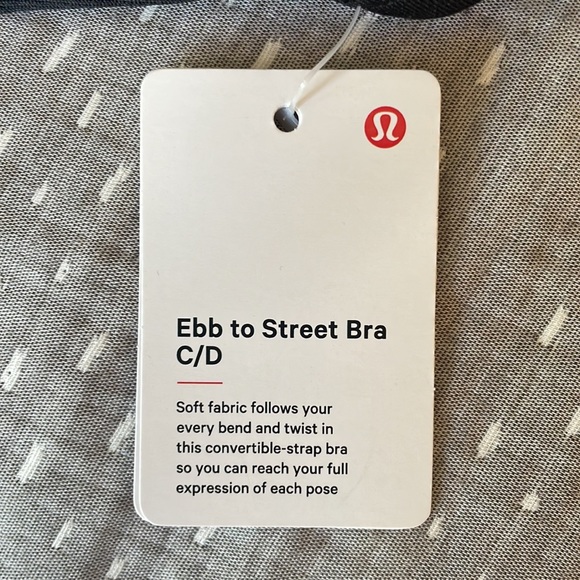 Ebb to Street Bra
C/D
Soft fabric follows your
every bend and twist in
this convertible-strap bra
so you can reach your full
expression of each pose